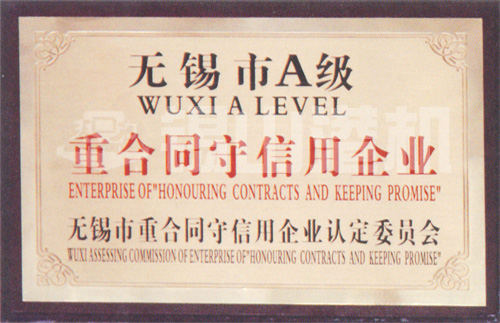 无锡市A级
WUXI A LEVEL
重合同守信用企业
ENTERPRISE OF"HONOURING CONTRACTS AND KEEPING PROMISE"
无锡市重合同守信用企业认定委员会
WUXI ASSESSING COMMISSION OF ENTERPRISE OF"HONOURING CONTRACTS AND KEEPING PROMISE"